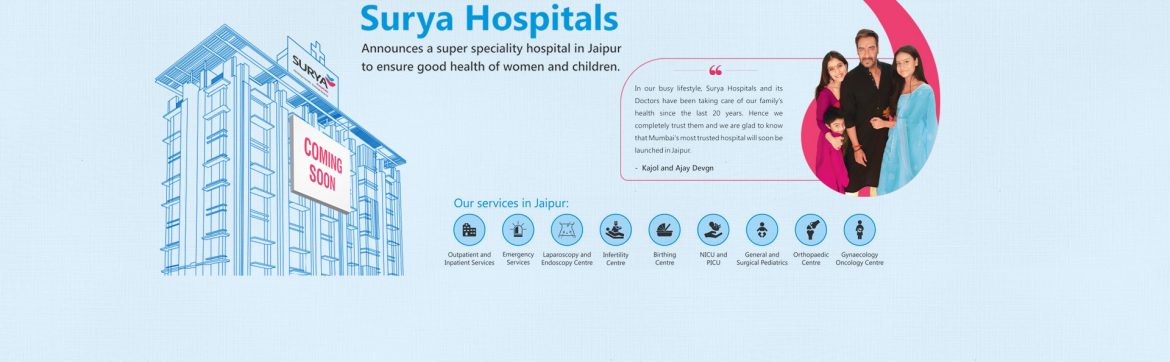 Surya Hospitals
Announces a super speciality hospital in Jaipur
to ensure good health of women and children.
SURYA
COMING
SOON
“
In our busy lifestyle, Surya Hospitals and its
Doctors have been taking care of our family's
health since the last 20 years. Hence we
completely trust them and we are glad to know
that Mumbai's most trusted hospital will soon be
launched in Jaipur.
- Kajol and Ajay Devgn
Our services in Jaipur:
Outpatient and
Inpatient Services
Emergency
Services
Laparoscopy and
Endoscopy Centre
Infertility
Centre
Birthing
Centre
NICU and
PICU
General and
Surgical Pediatrics
Orthopaedic
Centre
Gynaecology
Oncology Centre